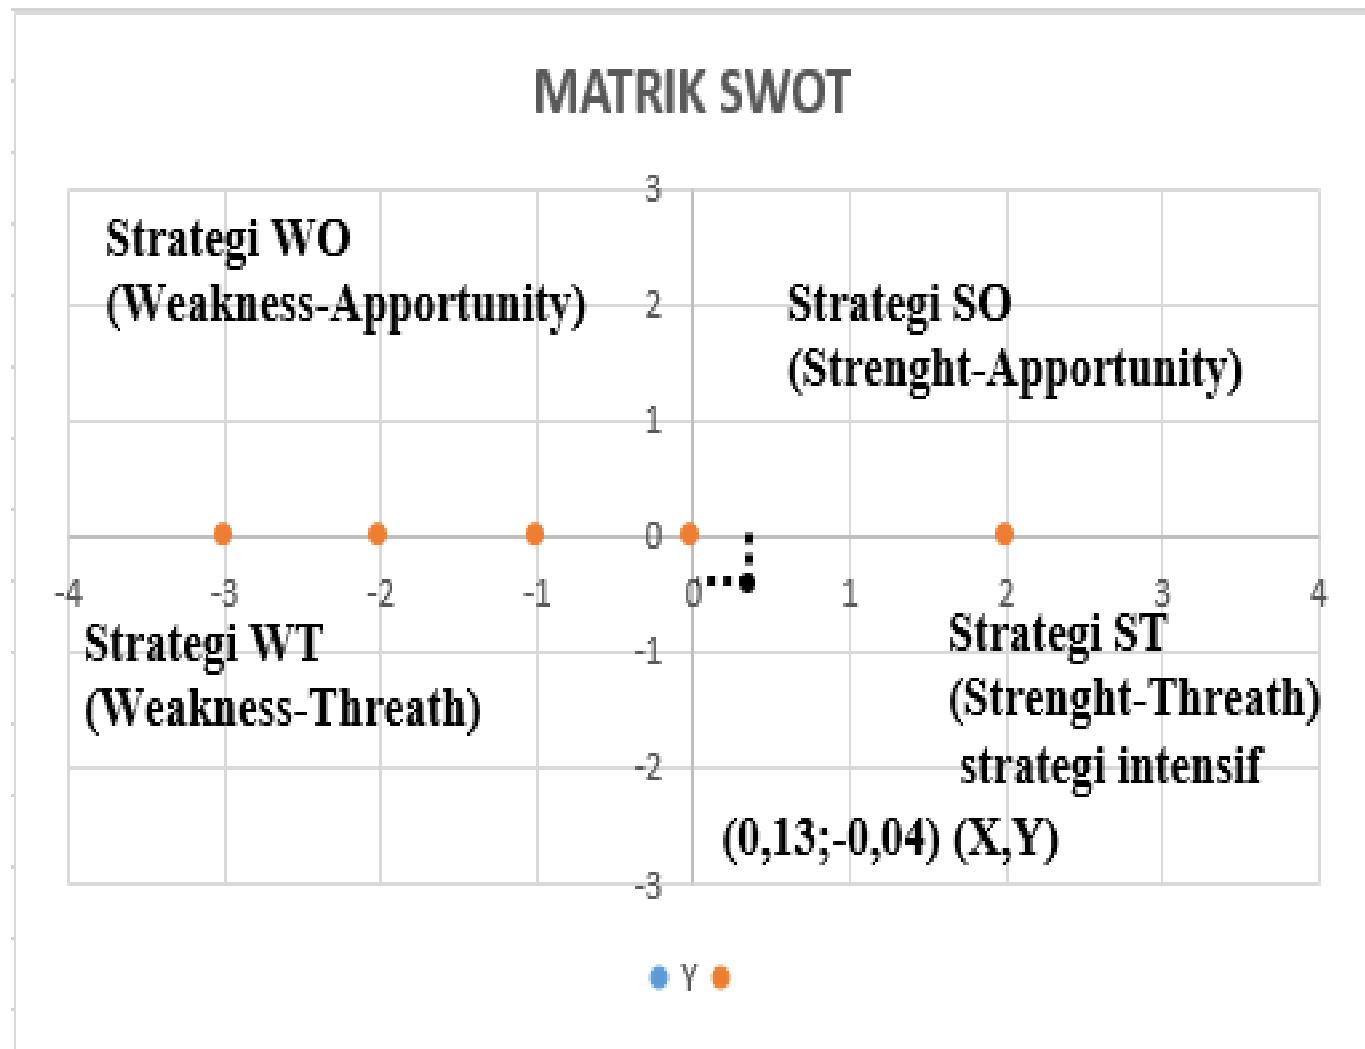 MATRIK SWOT
3
Strategi WO
(Weakness-Apportunity)
2
Strategi SO
(Strenght-Apportunity)
1
0
-4 -3 -2 -1 0 1 2 3 4
Strategi WT
(Weakness-Threath)
-1
Strategi ST
(Strenght-Threath)
strategi intensif
-2
(0,13;-0,04) (X,Y)
-3
Y